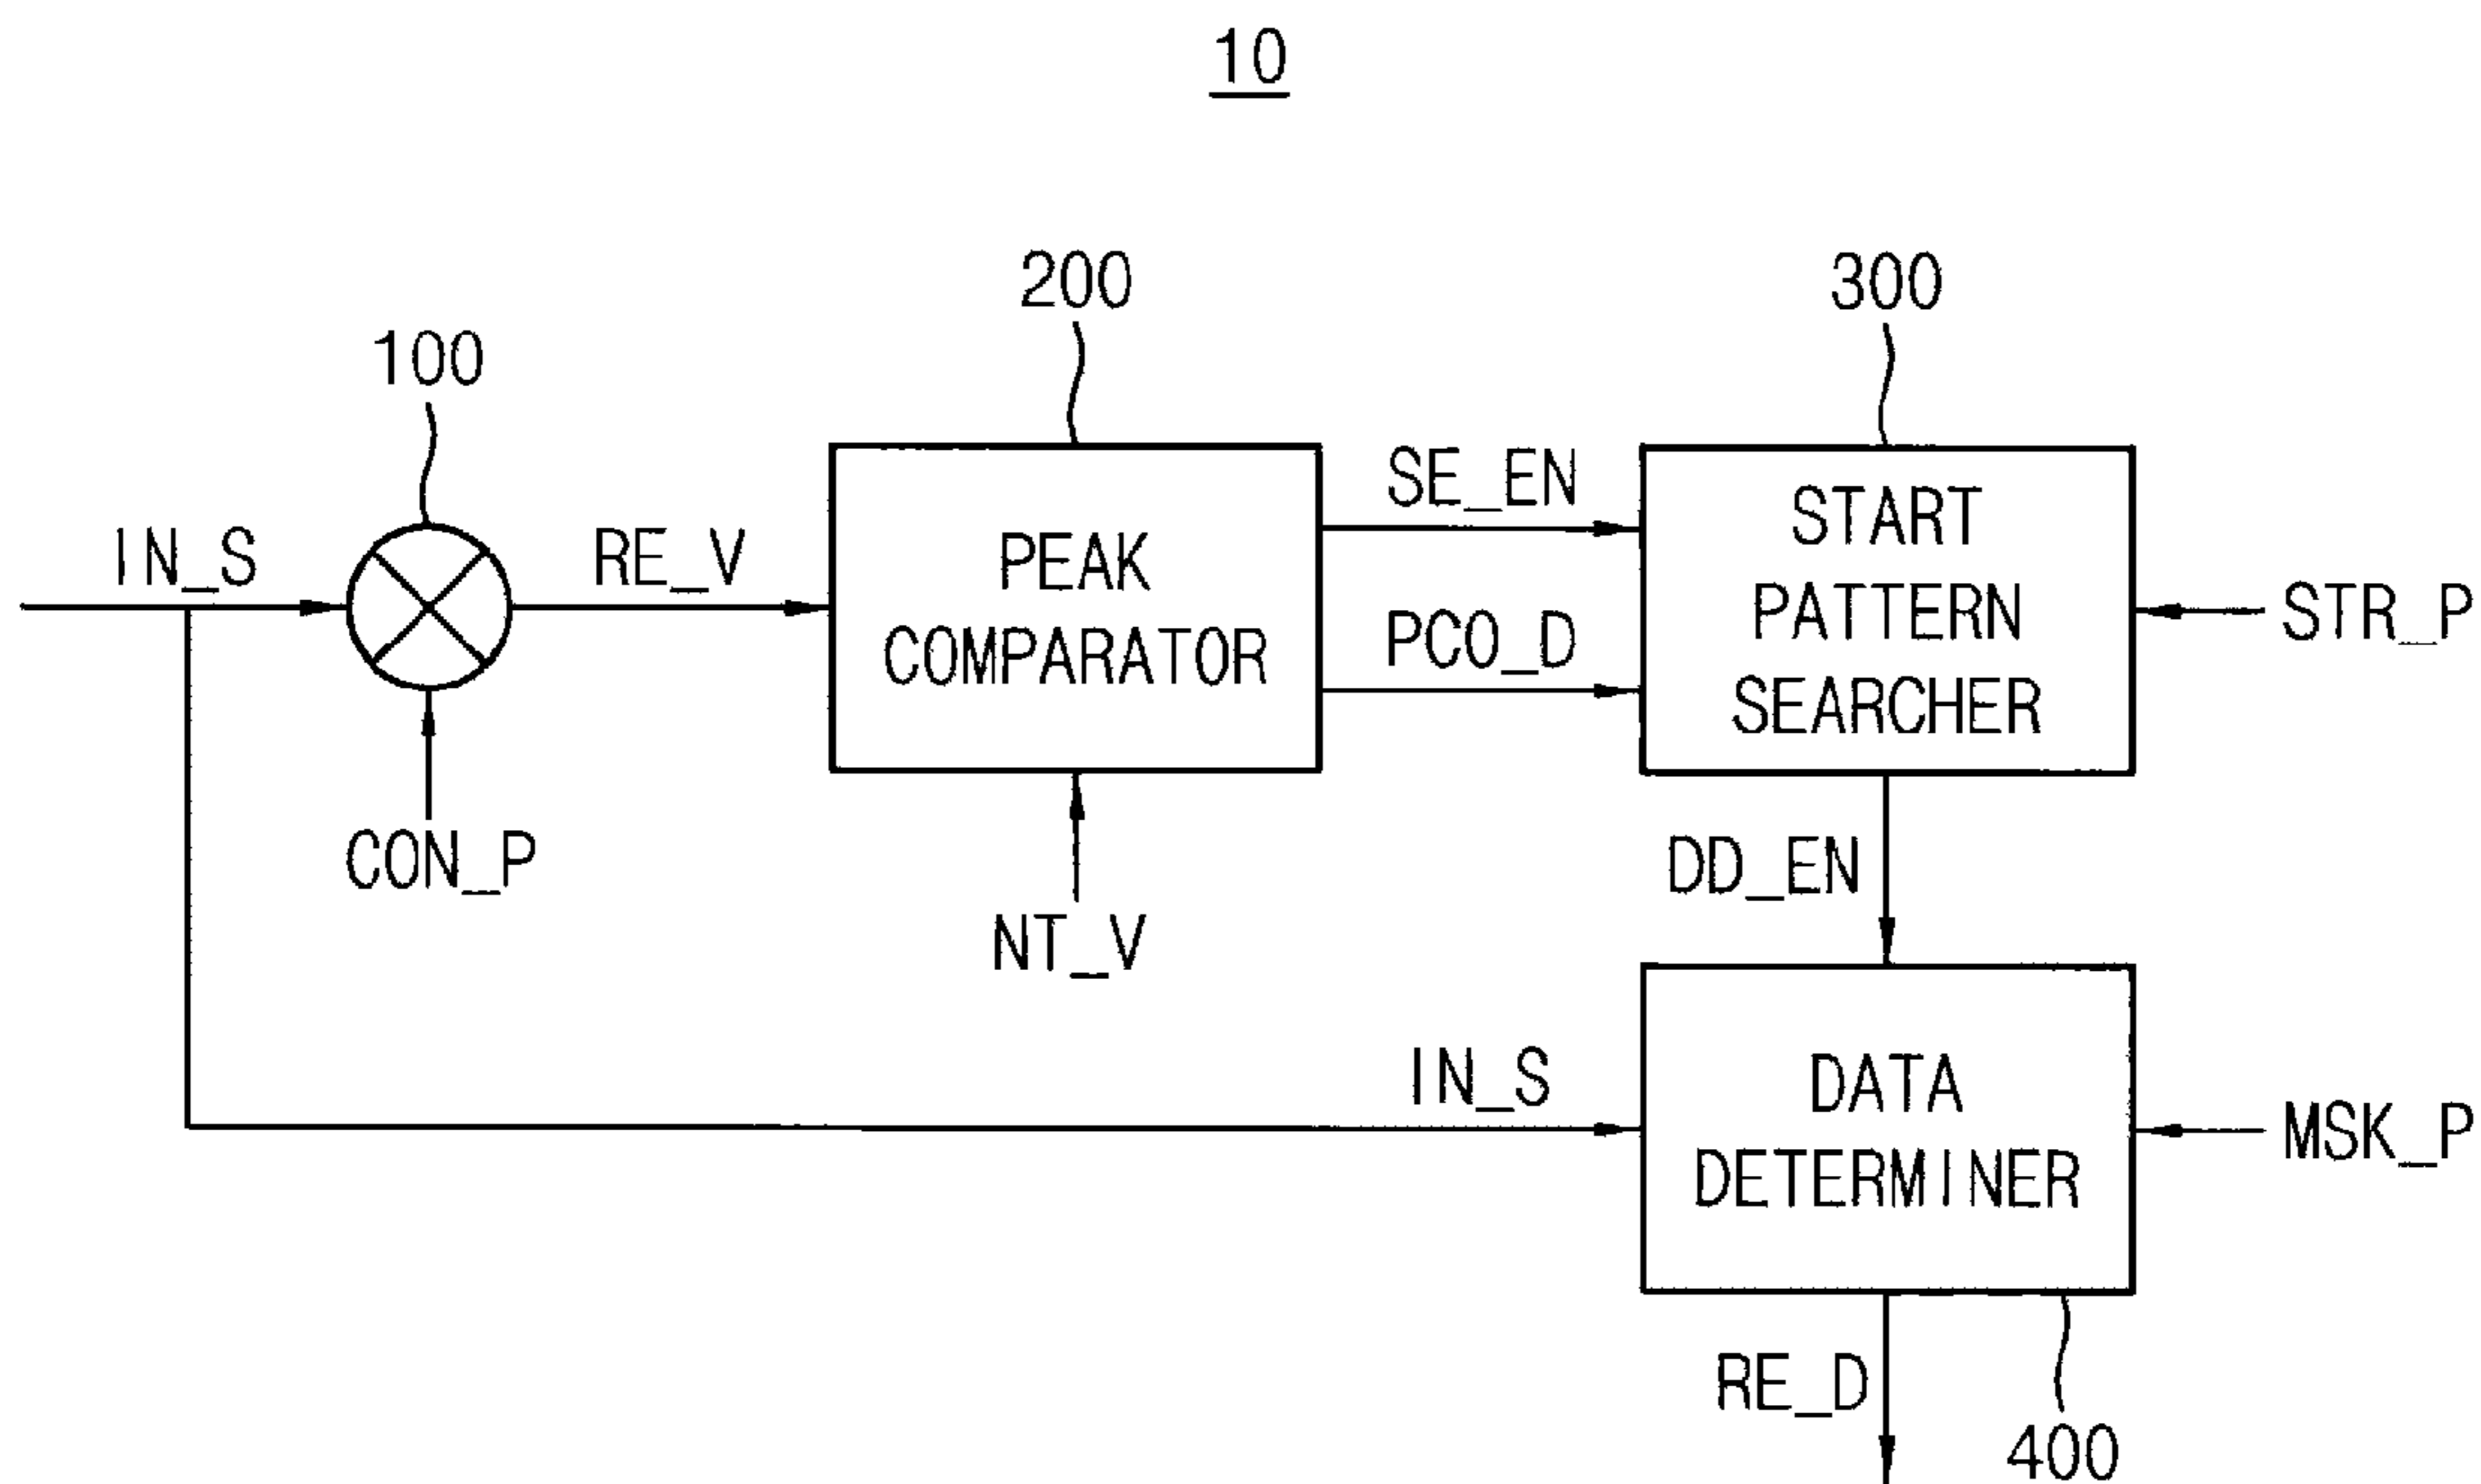 10
200
300
100
IN_S
RE_V
PEAK
COMPARATOR
SE_EN
PCO_D
START
PATTERN
SEARCHER
STR_P
CON_P
NT_V
DD_EN
IN_S
DATA
DETERMINER
MSK_P
RE_D
400